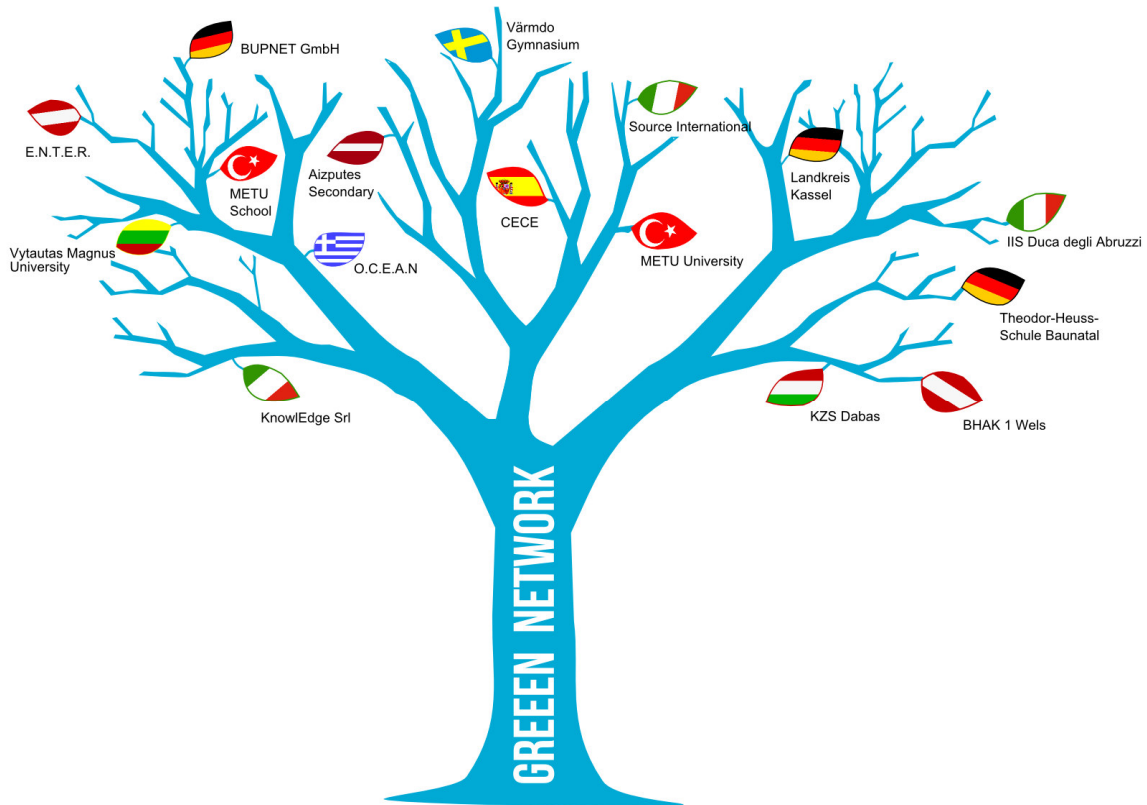 BUPNET GmbH
Värmdo
Gymnasium
E.N.T.E.R.
METU
School
Aizputes
Secondary
CECE
Source International
METU University
Landkreis
Kassel
IIS Duca degli Abruzzi
Vytautas Magnus
University
O.C.E.A.N
Theodor-Heuss-
Schule Baunatal
KnowlEdge Srl
KZS Dabas
BHAK 1 Wels
GREEEN NETWORK